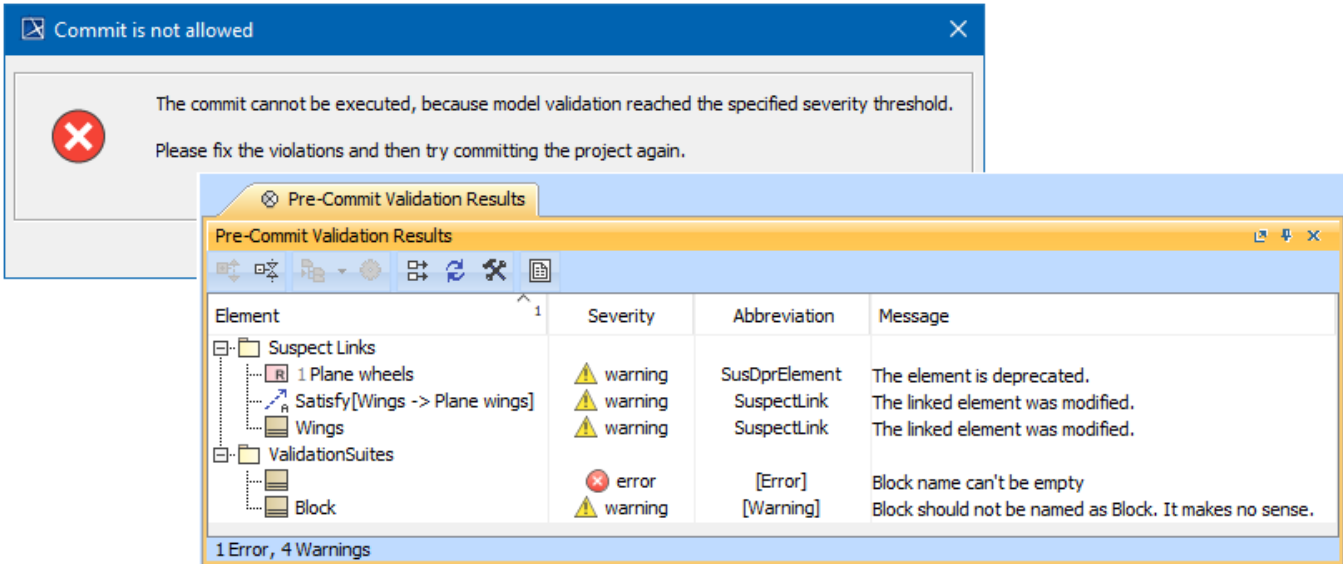 Commit is not allowed
The commit cannot be executed, because model validation reached the specified severity threshold.
Please fix the violations and then try committing the project again.
Pre-Commit Validation Results
Pre-Commit Validation Results
Element 1 Severity Abbreviation Message
Suspect Links
R 1 Plane wheels warning SusDprElement The element is deprecated.
A Satisfy[Wings -> Plane wings] warning SuspectLink The linked element was modified.
Wings warning SuspectLink The linked element was modified.
ValidationSuites
error [Error] Block name can't be empty
Block warning [Warning] Block should not be named as Block. It makes no sense.
1 Error, 4 Warnings